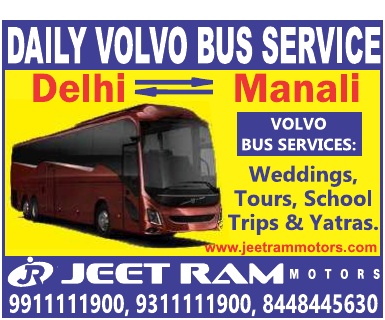 DAILY VOLVO BUS SERVICE
Delhi Manali
VOLVO
BUS SERVICES:
Weddings,
Tours, School
Trips & Yatras.
www.jeetrammotors.com
JR JEET RAM MOTORS
9911111900, 9311111900, 8448445630